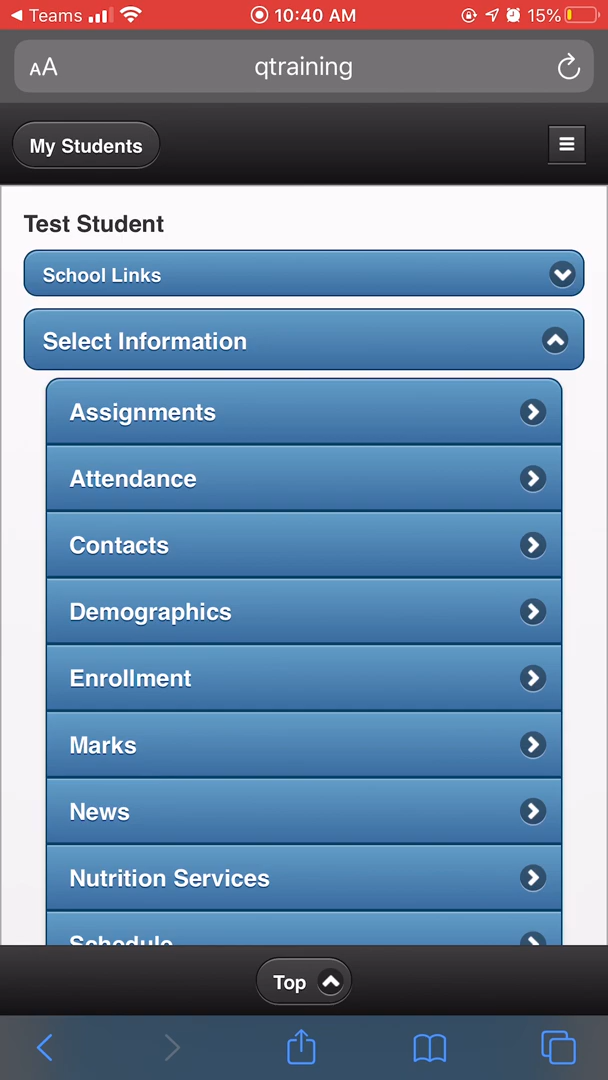 Teams 10:40 AM 15%
AA qtraining
My Students
Test Student
School Links
Select Information
Assignments
Attendance
Contacts
Demographics
Enrollment
Marks
News
Nutrition Services
Schedule
Top